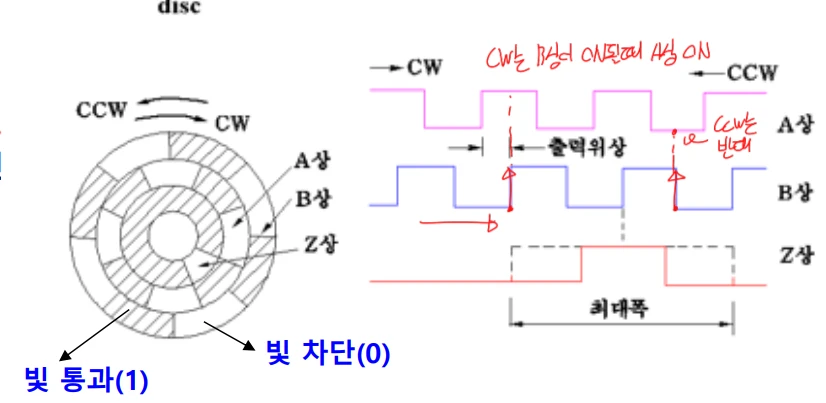 disc
CW는 B상이 ON될때 A상 ON
CW
CCW
CCW
CW
A상
CCW는
반대
A상
출력위상
B상
B상
Z상
Z상
최대폭
빛 차단(0)
빛 통과(1)